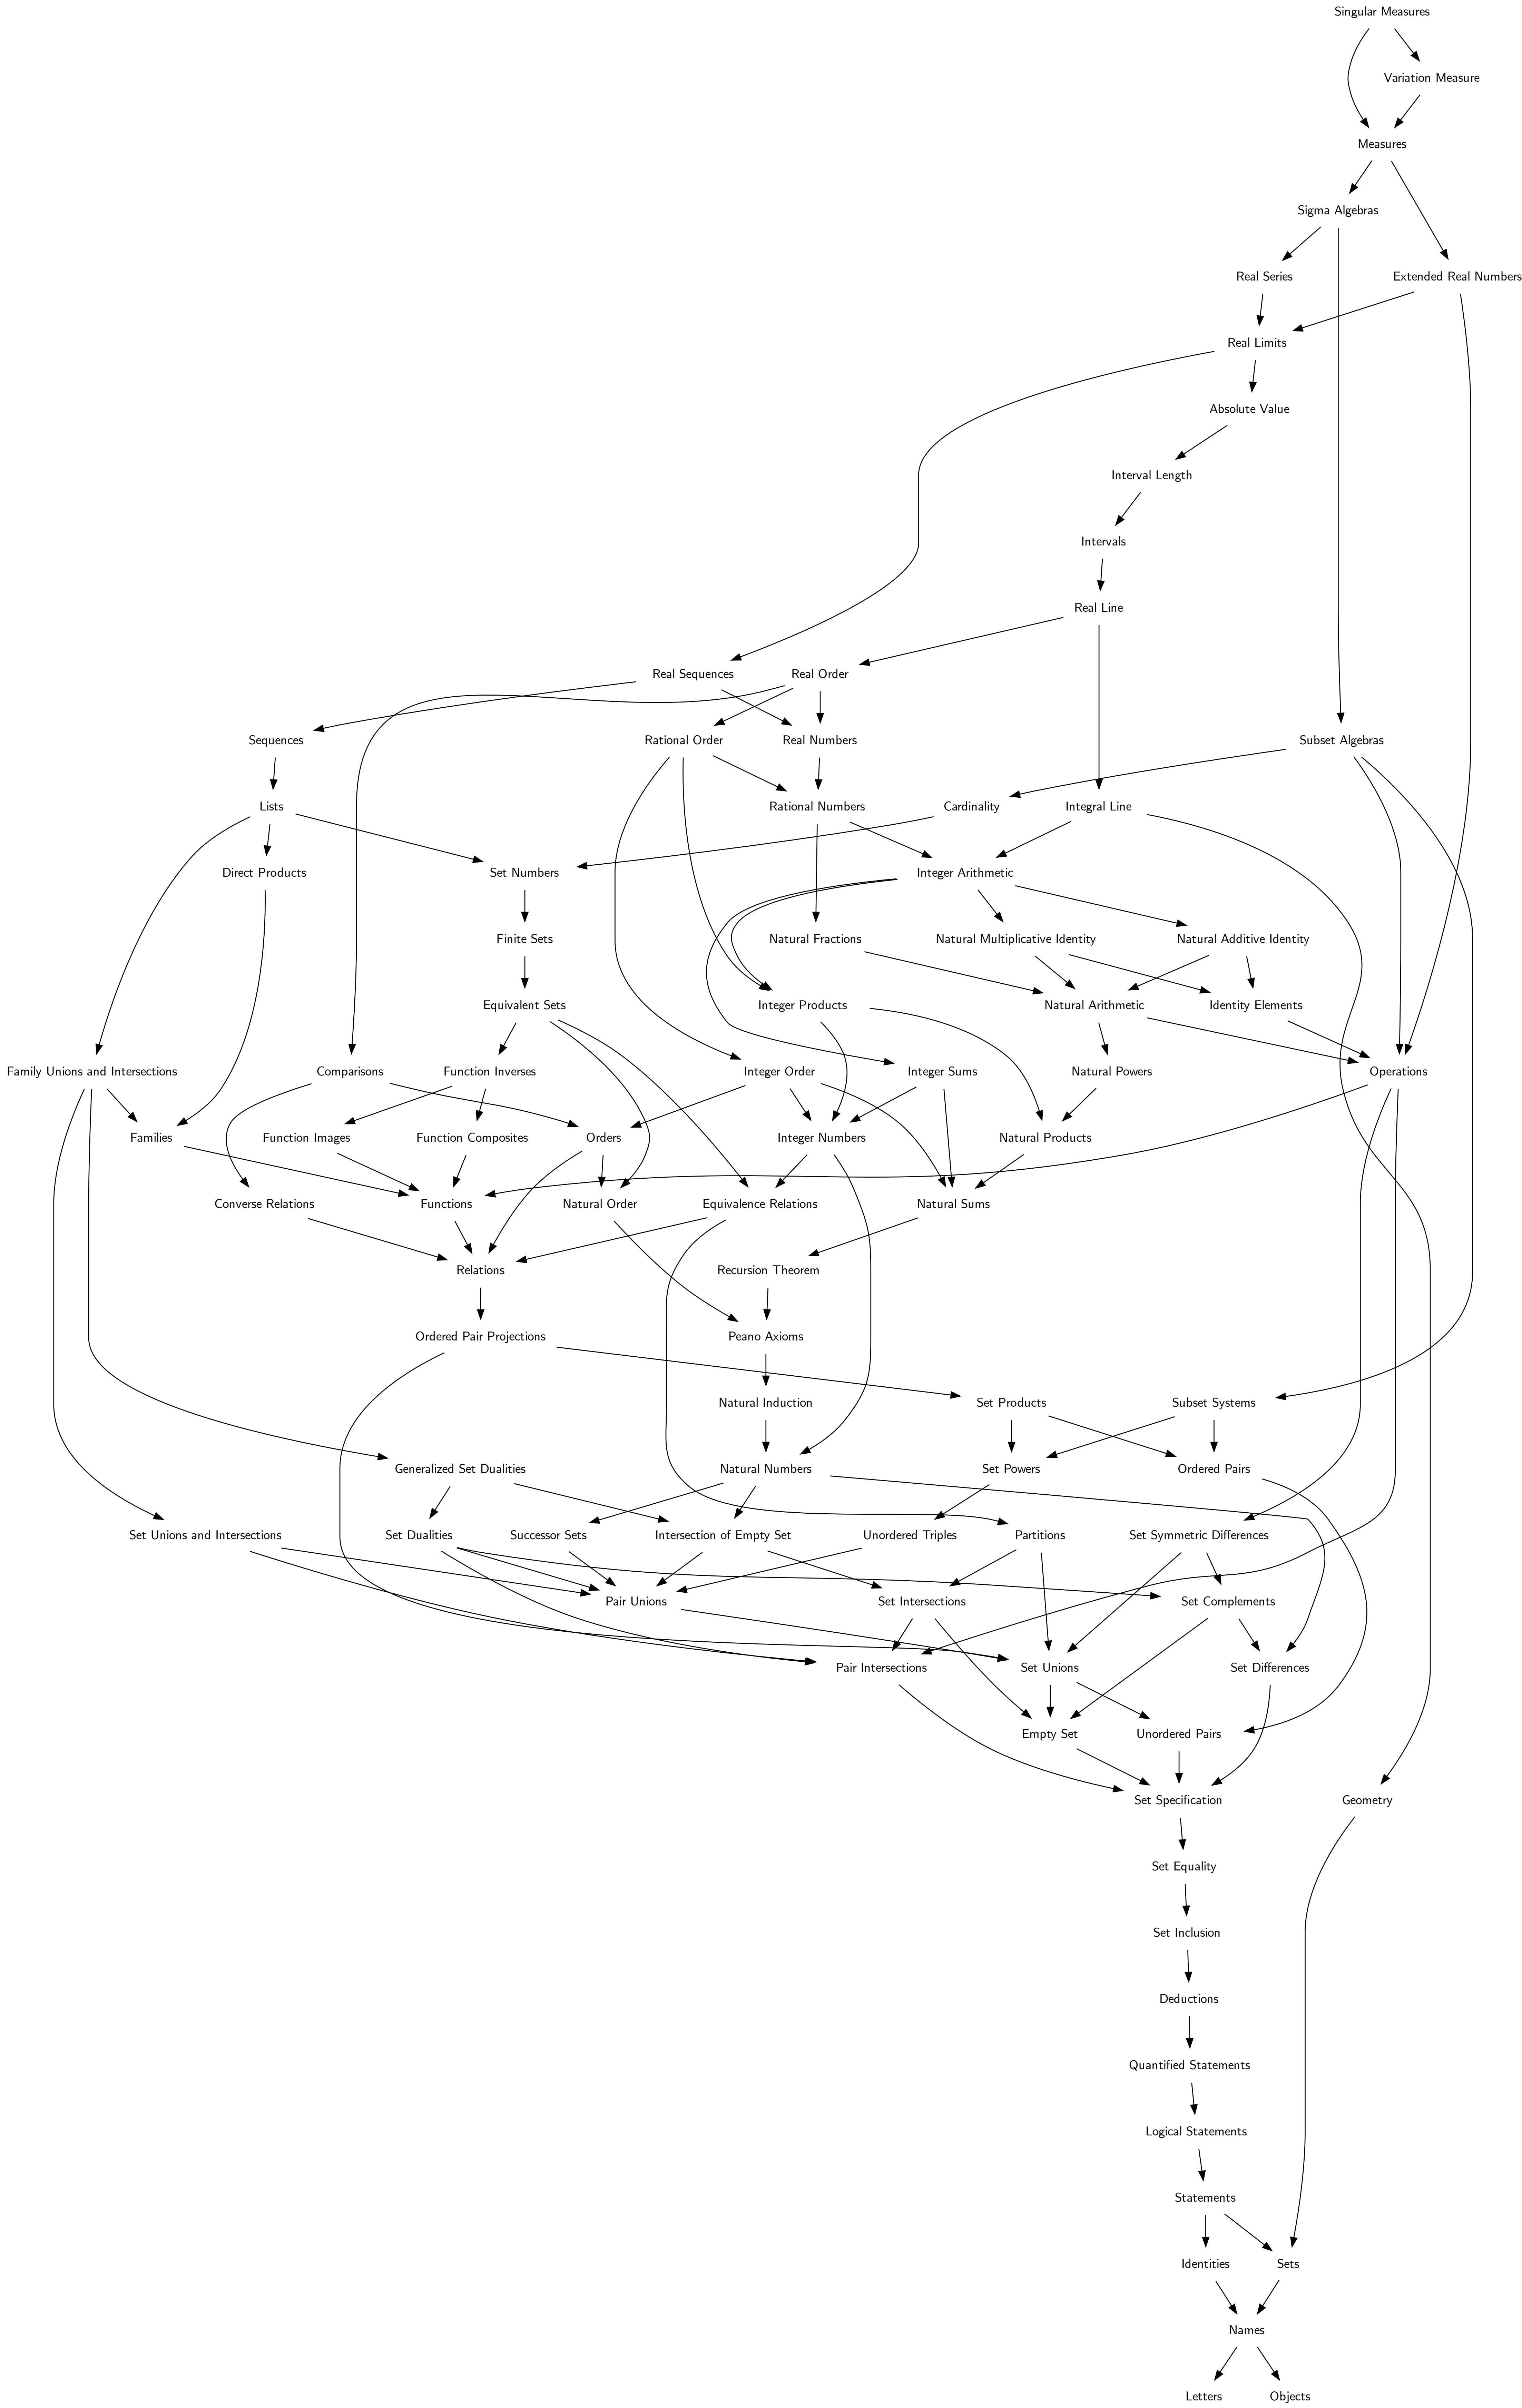 Singular Measures
Variation Measure
Measures
Sigma Algebras
Real Series
Extended Real Numbers
Real Limits
Absolute Value
Interval Length
Intervals
Real Line
Real Sequences
Real Order
Sequences
Rational Order
Real Numbers
Subset Algebras
Lists
Rational Numbers
Cardinality
Integral Line
Direct Products
Set Numbers
Integer Arithmetic
Finite Sets
Natural Fractions
Natural Multiplicative Identity
Natural Additive Identity
Equivalent Sets
Integer Products
Natural Arithmetic
Identity Elements
Family Unions and Intersections
Comparisons
Function Inverses
Integer Order
Integer Sums
Natural Powers
Operations
Families
Function Images
Function Composites
Orders
Integer Numbers
Natural Products
Converse Relations
Functions
Natural Order
Equivalence Relations
Natural Sums
Relations
Recursion Theorem
Ordered Pair Projections
Peano Axioms
Natural Induction
Set Products
Subset Systems
Generalized Set Dualities
Natural Numbers
Set Powers
Ordered Pairs
Set Unions and Intersections
Set Dualities
Successor Sets
Intersection of Empty Set
Unordered Triples
Partitions
Set Symmetric Differences
Pair Unions
Set Intersections
Set Complements
Pair Intersections
Set Unions
Set Differences
Empty Set
Unordered Pairs
Set Specification
Geometry
Set Equality
Set Inclusion
Deductions
Quantified Statements
Logical Statements
Statements
Identities
Sets
Names
Letters
Objects